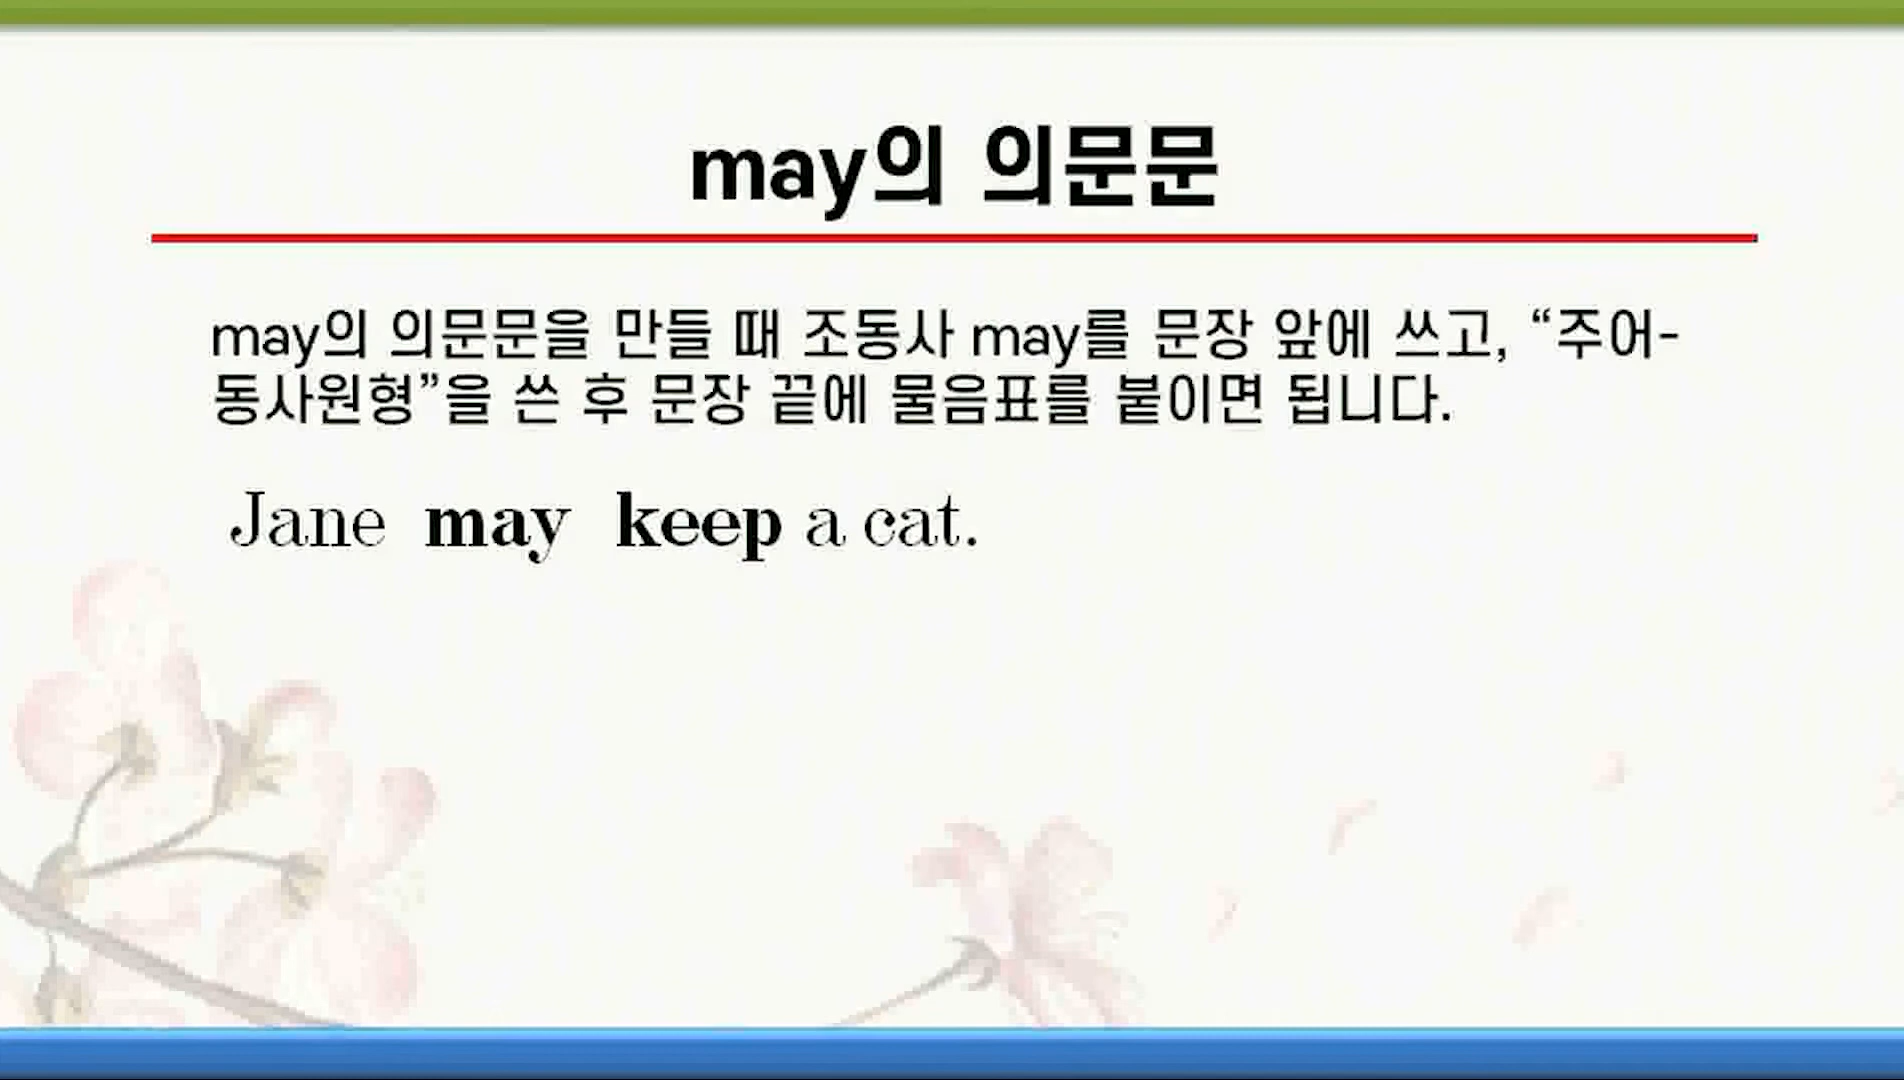 may의 의문문
may의 의문문을 만들 때 조동사 may를 문장 앞에 쓰고, “주어-
동사원형”을 쓴 후 문장 끝에 물음표를 붙이면 됩니다.
Jane may keep a cat.